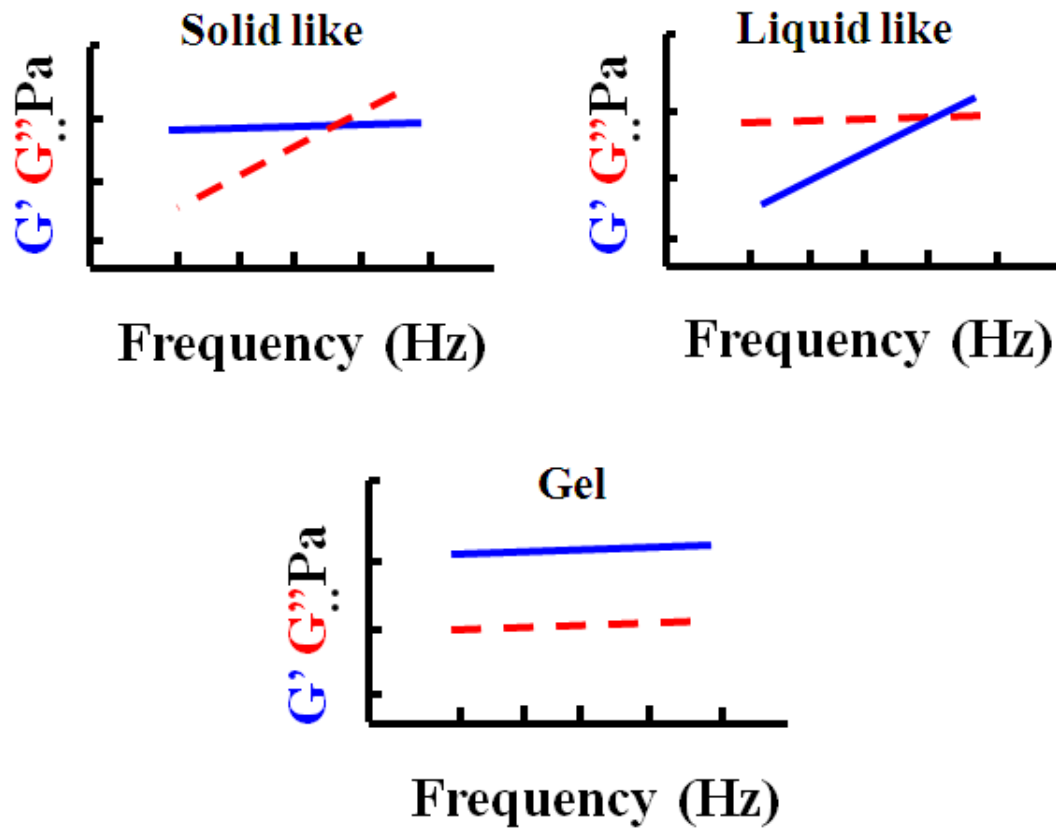 Solid like
G' G''..Pa
Frequency (Hz)
Liquid like
G' G''..Pa
Frequency (Hz)
Gel
G' G''..Pa
Frequency (Hz)